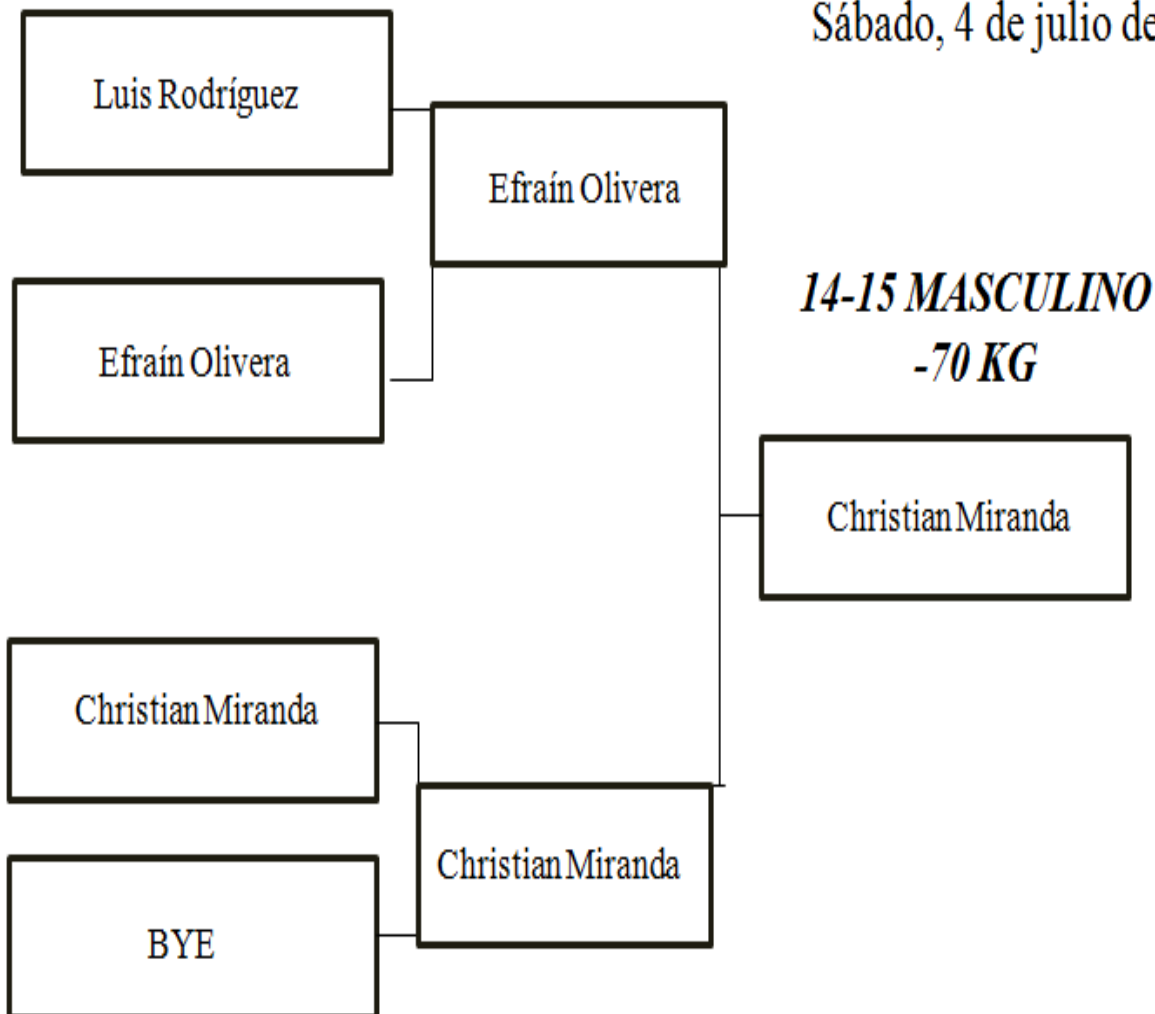 Sábado, 4 de julio de
Luis Rodríguez
Efraín Olivera
Efraín Olivera
14-15 MASCULINO
-70 KG
Christian Miranda
Christian Miranda
Christian Miranda
BYE